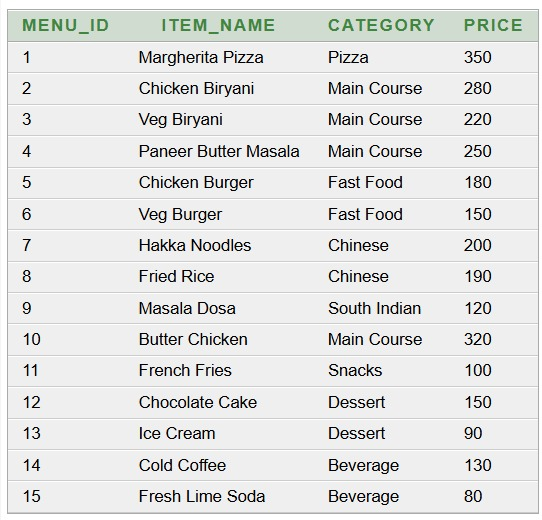 MENU_ID ITEM_NAME CATEGORY PRICE
1 Margherita Pizza Pizza 350
2 Chicken Biryani Main Course 280
3 Veg Biryani Main Course 220
4 Paneer Butter Masala Main Course 250
5 Chicken Burger Fast Food 180
6 Veg Burger Fast Food 150
7 Hakka Noodles Chinese 200
8 Fried Rice Chinese 190
9 Masala Dosa South Indian 120
10 Butter Chicken Main Course 320
11 French Fries Snacks 100
12 Chocolate Cake Dessert 150
13 Ice Cream Dessert 90
14 Cold Coffee Beverage 130
15 Fresh Lime Soda Beverage 80